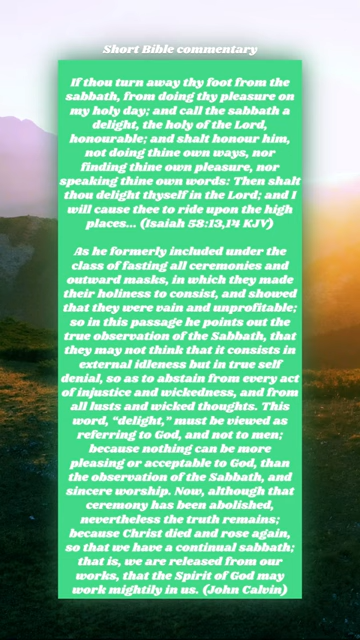 Short Bible commentary
If thou turn away thy foot from the
sabbath, from doing thy pleasure on
my holy day; and call the sabbath a
delight, the holy of the Lord,
honourable; and shalt honour him,
not doing thine own ways, nor
finding thine own pleasure, nor
speaking thine own words: Then shalt
thou delight thyself in the Lord; and I
will cause thee to ride upon the high
places... (Isaiah 58:13,14 KJV)
As he formerly included under the
class of fasting all ceremonies and
outward masks, in which they made
their holiness to consist, and showed
that they were vain and unprofitable;
so in this passage he points out the
true observation of the Sabbath, that
they may not think that it consists in
external idleness but in true self
denial, so as to abstain from every act
of injustice and wickedness, and from
all lusts and wicked thoughts. This
word, "delight," must be viewed as
referring to God, and not to men;
because nothing can be more
pleasing or acceptable to God, than
the observation of the Sabbath, and
sincere worship. Now, although that
ceremony has been abolished,
nevertheless the truth remains;
because Christ died and rose again,
so that we have a continual sabbath;
that is, we are released from our
works, that the Spirit of God may
work mightily in us. (John Calvin)